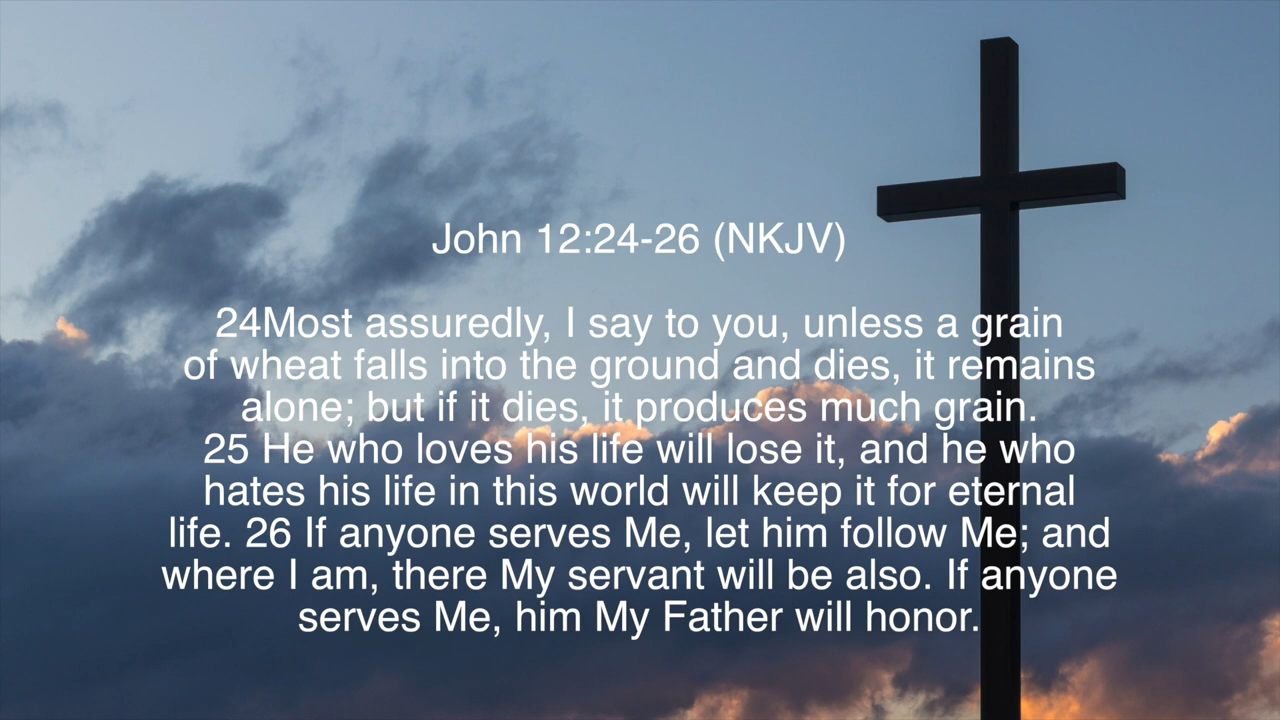 John 12:24-26 (NKJV)
24Most assuredly, I say to you, unless a grain
of wheat falls into the ground and dies, it remains
alone; but if it dies, it produces much grain.
25 He who loves his life will lose it, and he who
hates his life in this world will keep it for eternal
life. 26 If anyone serves Me, let him follow Me; and
where I am, there My servant will be also. If anyone
serves Me, him My Father will honor.